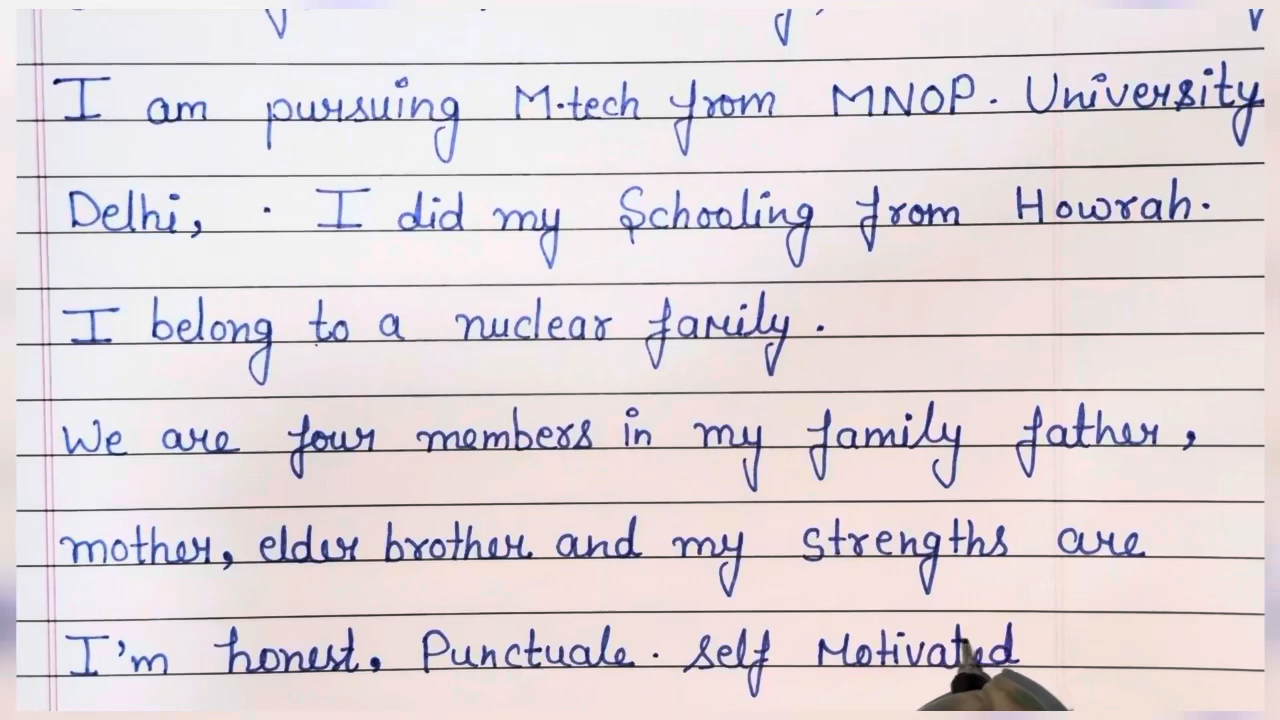 I am pursuing M.tech from MNOP. University
Delhi, . I did my Schooling from Howrah.
I belong to a nuclear family.
We are four members in my family father,
mother, elder brother and my strengths are
I'm honest, Punctuale. Self Motivated